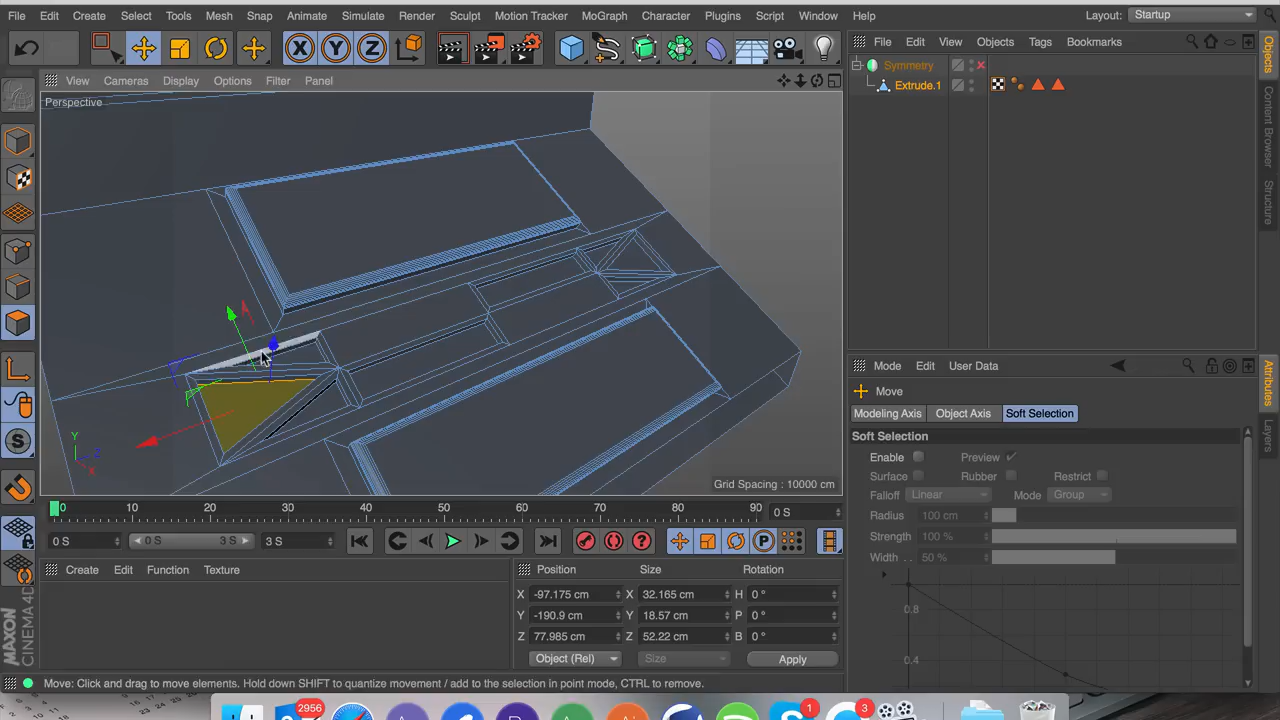 File Edit Create Select Tools Mesh Snap Animate Simulate Render Sculpt Motion Tracker MoGraph Character Plugins Script Window Help Layout: Startup
File Edit View Objects Tags Bookmarks
View Cameras Display Options Filter Panel
Perspective
Symmetry
Extrude.1
Objects
Content Browser
Structure
Mode Edit User Data
Move
Modeling Axis Object Axis Soft Selection
Soft Selection
Enable Preview
Surface Rubber Restrict
Falloff Linear Mode Group
Radius 100 cm
Strength 100 %
Width 50 %
0.8
0.4
Attributes
Layers
Y
Z
X
Grid Spacing : 10000 cm
0 10 20 30 40 50 60 70 80 90 0 S
0 S 0 S 3 S 3 S
Create Edit Function Texture
Position Size Rotation
X -97.175 cm X 32.165 cm H 0 °
Y -190.9 cm Y 18.57 cm P 0 °
Z 77.985 cm Z 52.22 cm B 0 °
Object (Rel) Size Apply
MAXON
CINEMA 4D
Move: Click and drag to move elements. Hold down SHIFT to quantize movement / add to the selection in point mode, CTRL to remove.
2956 1 3